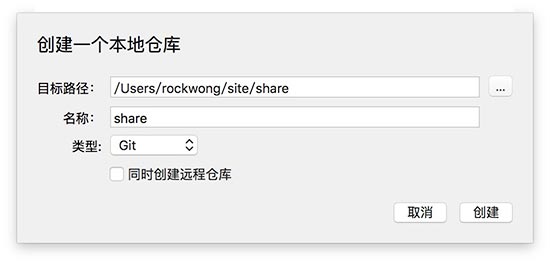 创建一个本地仓库
目标路径： /Users/rockwong/site/share ...
名称： share
类型: Git
同时创建远程仓库
取消 创建